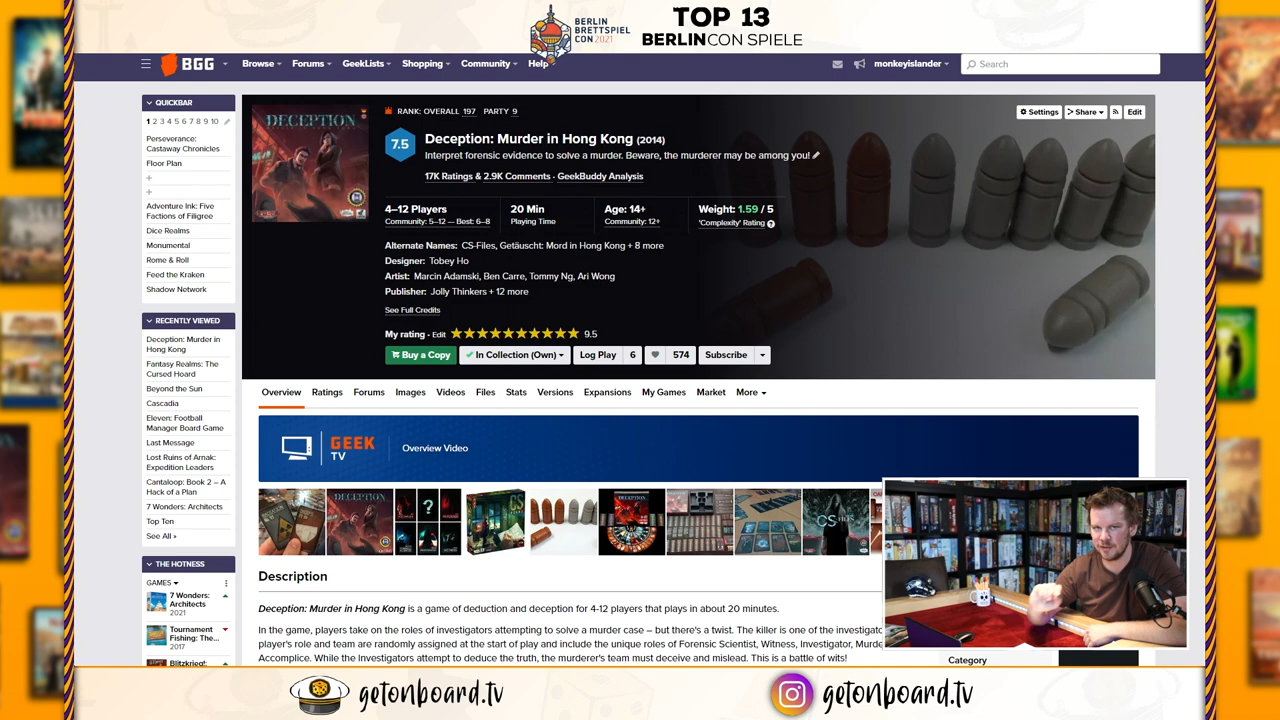 BERLIN
BRETTSPIEL
CON 2021
TOP 13
BERLINCON SPIELE
BGG
Browse
Forums
GeekLists
Shopping
Community
Help
monkeyislander
Search
QUICKBAR
1 2 3 4 5 6 7 8 9 10
Perseverance:
Castaway Chronicles
Floor Plan
Adventure Ink: Five
Factions of Filigree
Dice Realms
Monumental
Rome & Roll
Feed the Kraken
Shadow Network
RECENTLY VIEWED
Deception: Murder in
Hong Kong
Fantasy Realms: The
Cursed Hoard
Beyond the Sun
Cascadia
Eleven: Football
Manager Board Game
Last Message
Lost Ruins of Arnak:
Expedition Leaders
Cantaloop: Book 2 – A
Hack of a Plan
7 Wonders: Architects
Top Ten
See All »
THE HOTNESS
GAMES
7 Wonders:
Architects
2021
Tournament
Fishing: The...
2017
Blitzkrieg!:
DECEPTION
RANK: OVERALL 197 PARTY 9
Settings
Share
Edit
7.5
Deception: Murder in Hong Kong (2014)
Interpret forensic evidence to solve a murder. Beware, the murderer may be among you!
17K Ratings & 2.9K Comments · GeekBuddy Analysis
4–12 Players
Community: 5–12 — Best: 6–8
20 Min
Playing Time
Age: 14+
Community: 12+
Weight: 1.59 / 5
'Complexity' Rating
Alternate Names: CS-Files, Getäuscht: Mord in Hong Kong + 8 more
Designer: Tobey Ho
Artist: Marcin Adamski, Ben Carre, Tommy Ng, Ari Wong
Publisher: Jolly Thinkers + 12 more
See Full Credits
My rating · Edit 9.5
Buy a Copy
In Collection (Own)
Log Play 6
574
Subscribe
Overview
Ratings
Forums
Images
Videos
Files
Stats
Versions
Expansions
My Games
Market
More
GEEK
TV
Overview Video
DECEPTION
DECEPTION
Description
Deception: Murder in Hong Kong is a game of deduction and deception for 4-12 players that plays in about 20 minutes.
In the game, players take on the roles of investigators attempting to solve a murder case – but there's a twist. The killer is one of the
player's role and team are randomly assigned at the start of play and include the unique roles of Forensic Scientist, Witness, Investigator,
Accomplice. While the Investigators attempt to deduce the truth, the murderer's team must deceive and mislead. This is a battle of wits!
Category
getonboard.tv
getonboard.tv